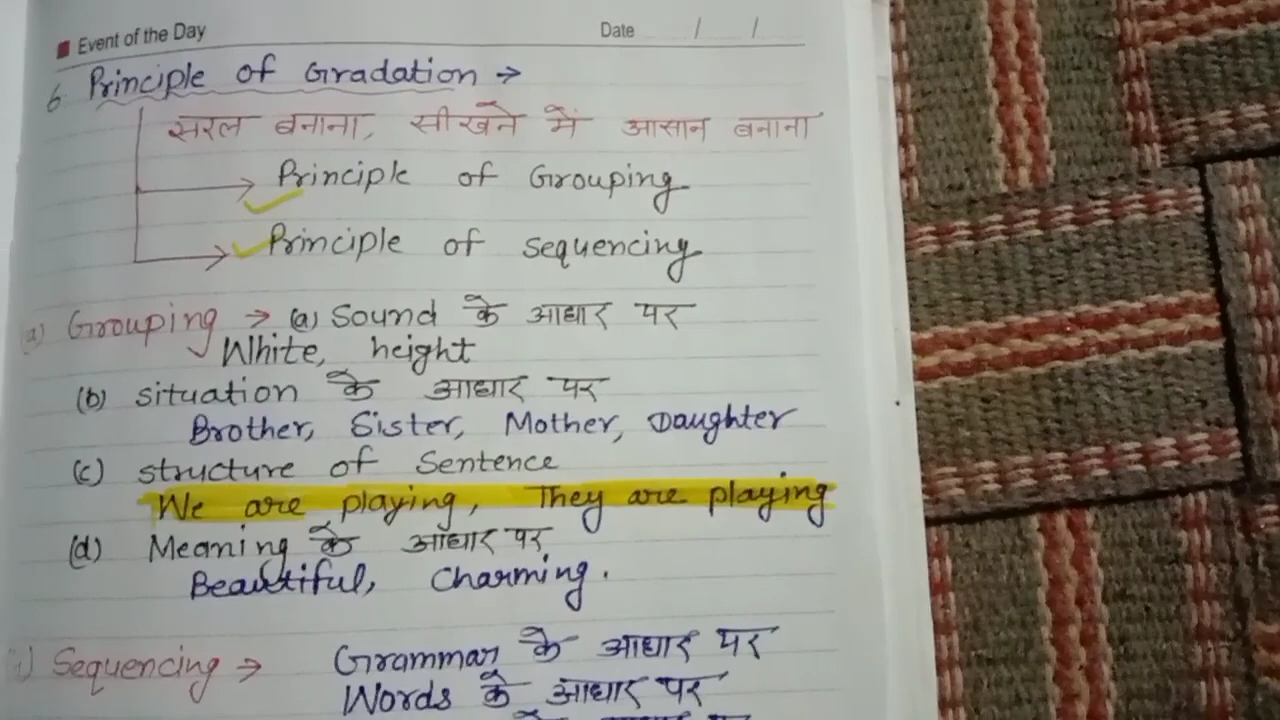 Event of the Day Date / /
6 Principle of Gradation →
सरल बनाना, सीखने में आसान बनाना
Principle of Grouping
Principle of sequencing
a) Grouping → (a) Sound के आधार पर
White, height
(b) situation के आधार पर
Brother, Sister, Mother, Daughter
(c) structure of Sentence
We are playing, They are playing
(d) Meaning के आधार पर
Beautiful, Charming.
Sequencing → Grammar के आधार पर
Words के आधार पर